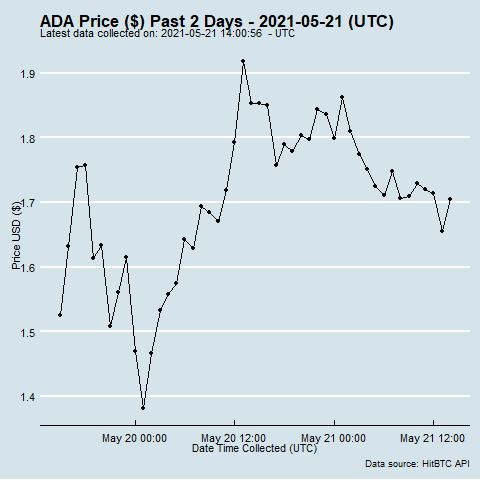 ADA Price ($) Past 2 Days - 2021-05-21 (UTC)
Latest data collected on: 2021-05-21 14:00:56  - UTC
1.9
1.8
1.7
1.6
1.5
1.4
Price USD ($)
May 20 00:00
May 20 12:00
May 21 00:00
May 21 12:00
Date Time Collected (UTC)
Data source: HitBTC API